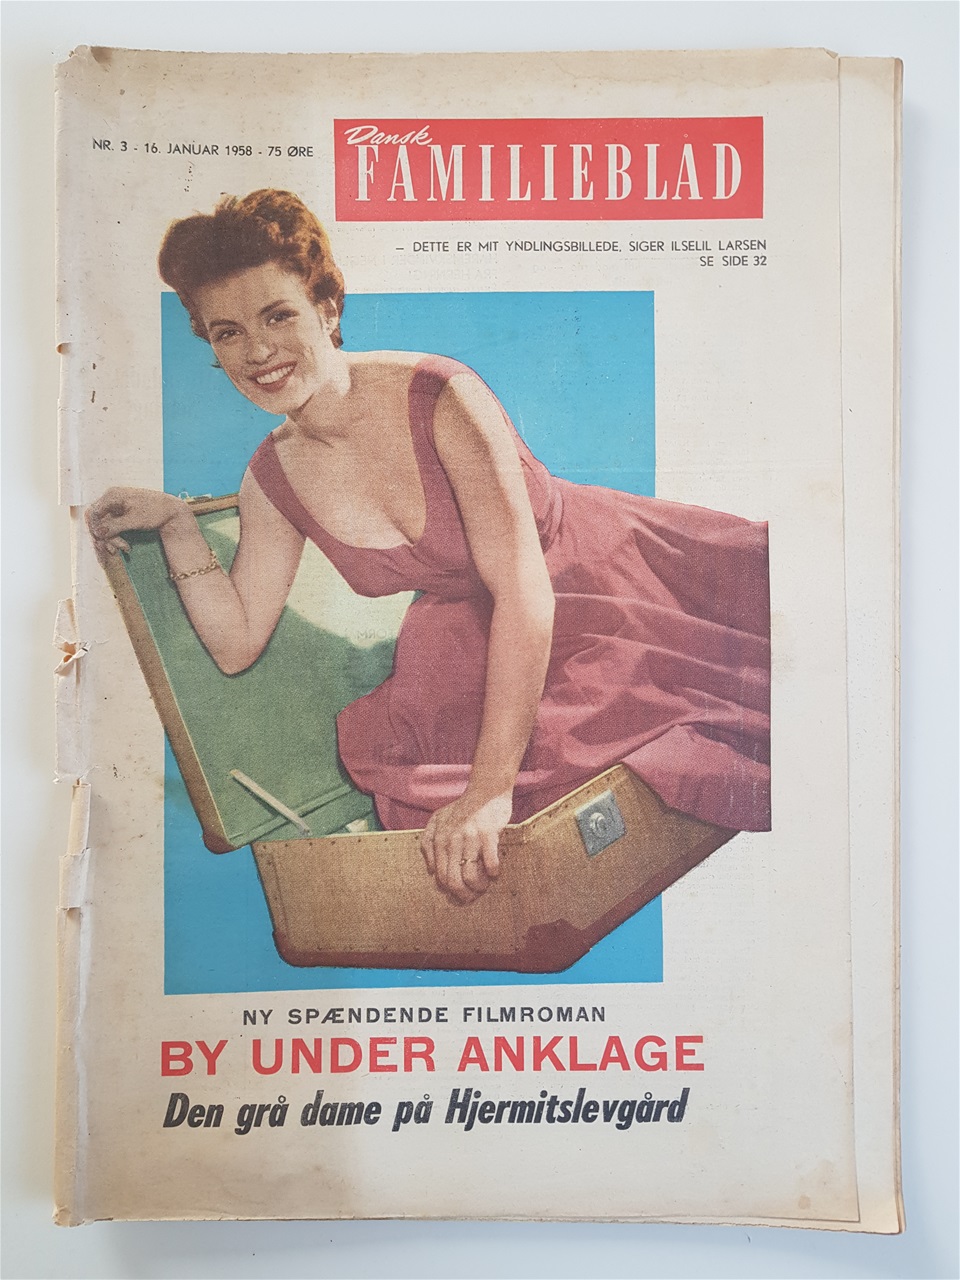 NR. 3 - 16. JANUAR 1958 - 75 ØRE
Dansk
FAMILIEBLAD
— DETTE ER MIT YNDLINGSBILLEDE, SIGER ILSELIL LARSEN
SE SIDE 32
NY SPÆNDENDE FILMROMAN
BY UNDER ANKLAGE
Den grå dame på Hjermitslevgård